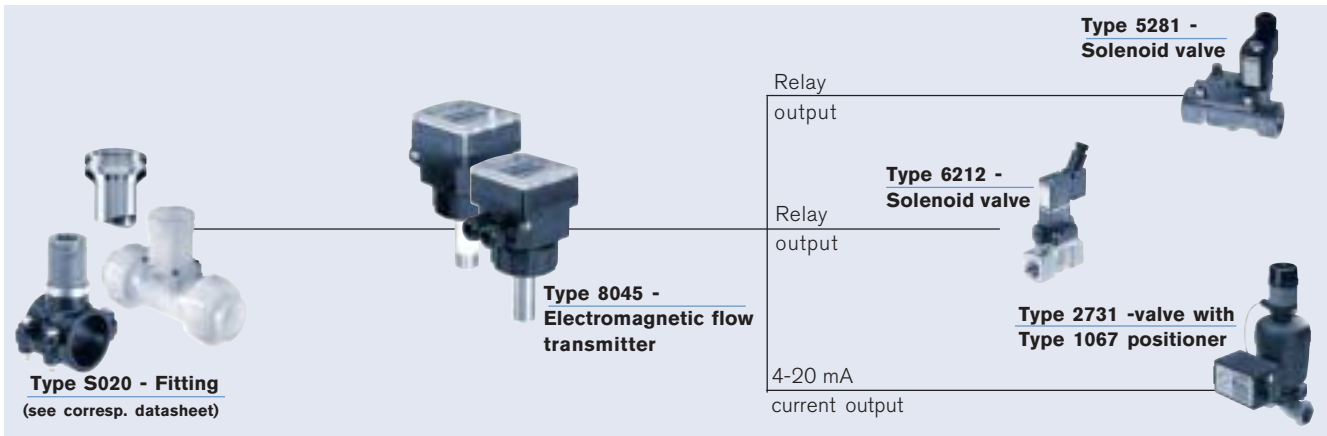 Type 5281 -
Solenoid valve
Relay
output
Type 6212 -
Solenoid valve
Relay
output
Type 8045 -
Electromagnetic flow
transmitter
Type 2731 -valve with
Type 1067 positioner
Type S020 - Fitting
(see corresp. datasheet)
4-20 mA
current output